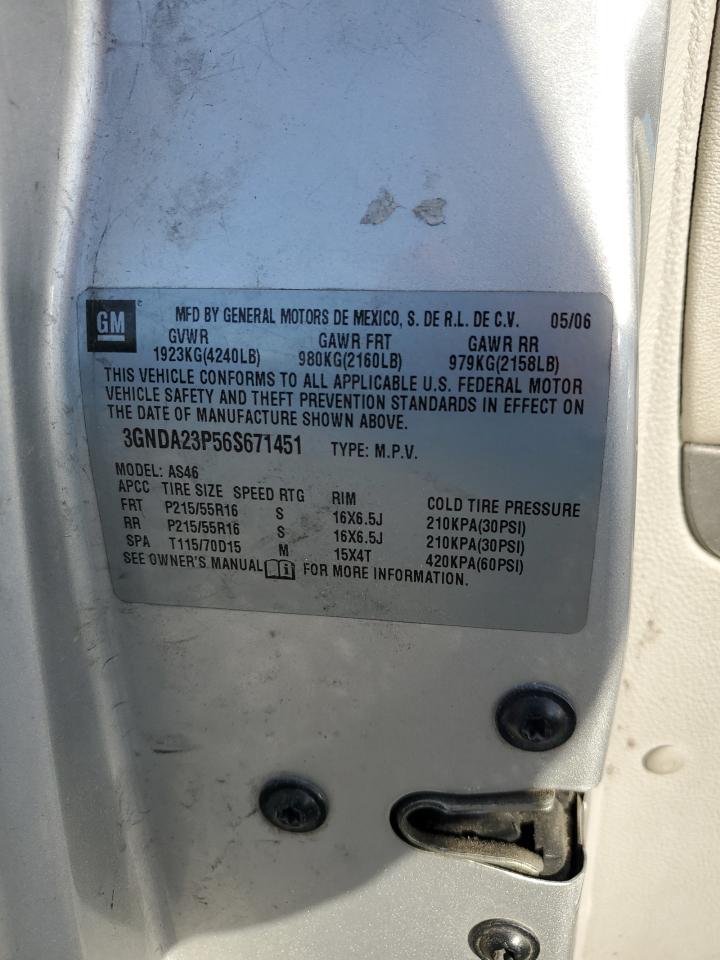 GM
MFD BY GENERAL MOTORS DE MEXICO, S. DE R.L. DE C.V. 05/06
GVWR GAWR FRT GAWR RR
1923KG(4240LB) 980KG(2160LB) 979KG(2158LB)
THIS VEHICLE CONFORMS TO ALL APPLICABLE U.S. FEDERAL MOTOR
VEHICLE SAFETY AND THEFT PREVENTION STANDARDS IN EFFECT ON
THE DATE OF MANUFACTURE SHOWN ABOVE.
3GNDA23P56S671451 TYPE: M.P.V.
MODEL: AS46
APCC TIRE SIZE SPEED RTG RIM COLD TIRE PRESSURE
FRT P215/55R16 S 16X6.5J 210KPA(30PSI)
RR P215/55R16 S 16X6.5J 210KPA(30PSI)
SPA T115/70D15 M 15X4T 420KPA(60PSI)
SEE OWNER'S MANUAL FOR MORE INFORMATION.